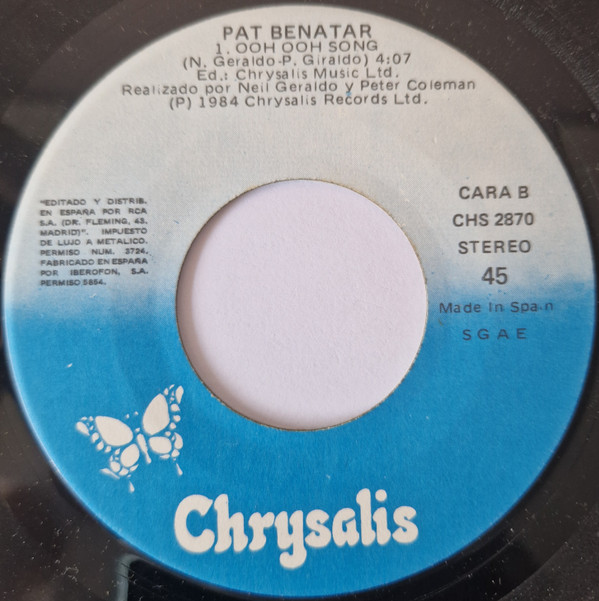 PAT BENATAR
1. OOH OOH SONG
(N. Geraldo-P. Giraldo) 4:07
Ed.: Chrysalis Music Ltd.
Realizado por Neil Geraldo y Peter Coleman
(P) 1984 Chrysalis Records Ltd.
"EDITADO Y DISTRIB.
EN ESPAÑA POR RCA
S.A. (DR. FLEMING, 43.
MADRID)". IMPUESTO
DE LUJO A METALICO.
PERMISO NUM. 3724.
FABRICADO EN ESPAÑA
POR IBEROFON, S.A.
PERMISO 5854.
CARA B
CHS 2870
STEREO
45
Made In Spain
S G A E
Chrysalis